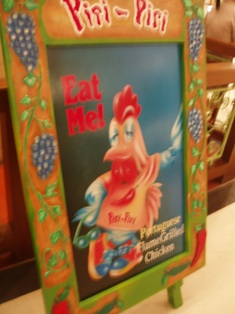 Piri-Piri
Eat
Me!
Piri-Piri
Portuguese
Flame Grilled
Chicken